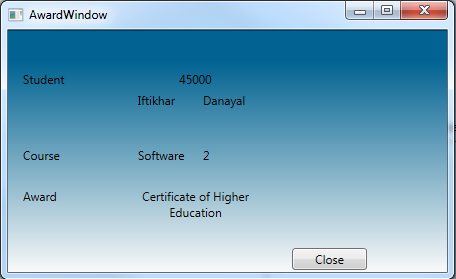 AwardWindow
Student 45000
Iftikhar Danayal
Course Software 2
Award Certificate of Higher
Education
Close